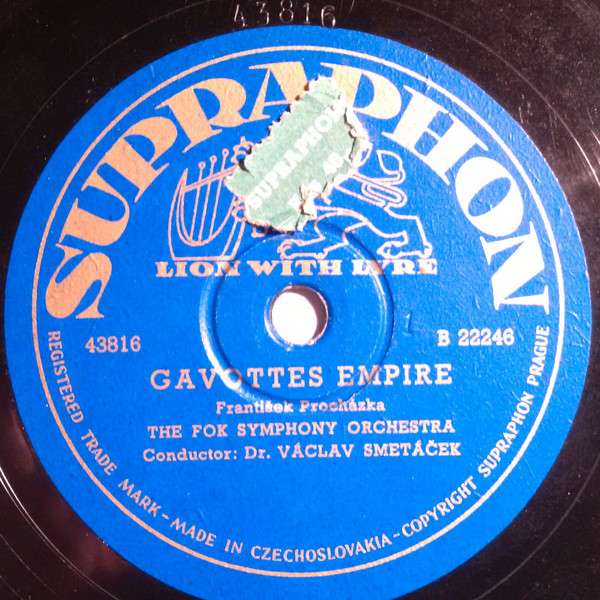 43816
SUPRAPHON
SUPRAPHON
LION WITH LYRE
43816
B 22246
GAVOTTES EMPIRE
František Procházka
THE FOK SYMPHONY ORCHESTRA
Conductor: Dr. VÁCLAV SMETÁČEK
REGISTERED TRADE MARK-MADE IN CZECHOSLOVAKIA-COPYRIGHT SUPRAPHON PRAGUE